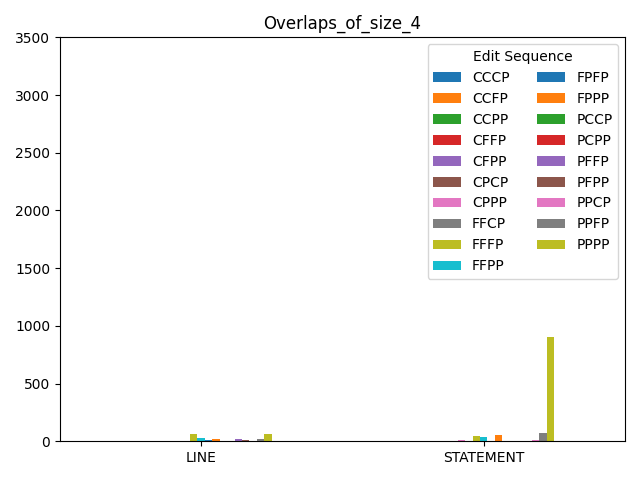 Overlaps_of_size_4
3500
3000
2500
2000
1500
1000
500
0
Edit Sequence
CCCP FPFP
CCFP FPPP
CCPP PCCP
CFFP PCPP
CFPP PFFP
CPCP PFPP
CPPP PPCP
FFCP PPFP
FFFP PPPP
FFPP
LINE STATEMENT